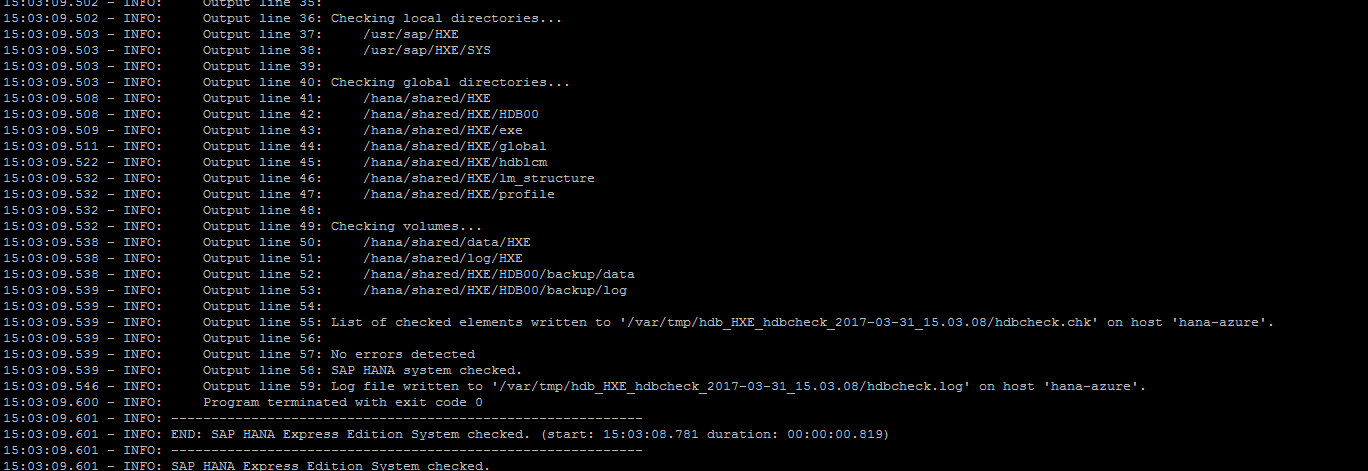 15:03:09.502 - INFO:     Output line 35:
15:03:09.502 - INFO:     Output line 36: Checking local directories...
15:03:09.503 - INFO:     Output line 37:     /usr/sap/HXE
15:03:09.503 - INFO:     Output line 38:     /usr/sap/HXE/SYS
15:03:09.503 - INFO:     Output line 39:
15:03:09.503 - INFO:     Output line 40: Checking global directories...
15:03:09.508 - INFO:     Output line 41:     /hana/shared/HXE
15:03:09.508 - INFO:     Output line 42:     /hana/shared/HXE/HDB00
15:03:09.509 - INFO:     Output line 43:     /hana/shared/HXE/exe
15:03:09.511 - INFO:     Output line 44:     /hana/shared/HXE/global
15:03:09.522 - INFO:     Output line 45:     /hana/shared/HXE/hdblcm
15:03:09.532 - INFO:     Output line 46:     /hana/shared/HXE/lm_structure
15:03:09.532 - INFO:     Output line 47:     /hana/shared/HXE/profile
15:03:09.532 - INFO:     Output line 48:
15:03:09.532 - INFO:     Output line 49: Checking volumes...
15:03:09.538 - INFO:     Output line 50:     /hana/shared/data/HXE
15:03:09.538 - INFO:     Output line 51:     /hana/shared/log/HXE
15:03:09.538 - INFO:     Output line 52:     /hana/shared/HXE/HDB00/backup/data
15:03:09.539 - INFO:     Output line 53:     /hana/shared/HXE/HDB00/backup/log
15:03:09.539 - INFO:     Output line 54:
15:03:09.539 - INFO:     Output line 55: List of checked elements written to '/var/tmp/hdb_HXE_hdbcheck_2017-03-31_15.03.08/hdbcheck.chk' on host 'hana-azure'.
15:03:09.539 - INFO:     Output line 56:
15:03:09.539 - INFO:     Output line 57: No errors detected
15:03:09.539 - INFO:     Output line 58: SAP HANA system checked.
15:03:09.546 - INFO:     Output line 59: Log file written to '/var/tmp/hdb_HXE_hdbcheck_2017-03-31_15.03.08/hdbcheck.log' on host 'hana-azure'.
15:03:09.600 - INFO:     Program terminated with exit code 0
15:03:09.601 - INFO: -----------------------------------------------------------
15:03:09.601 - INFO: END: SAP HANA Express Edition System checked. (start: 15:03:08.781 duration: 00:00:00.819)
15:03:09.601 - INFO: -----------------------------------------------------------
15:03:09.601 - INFO: SAP HANA Express Edition System checked.